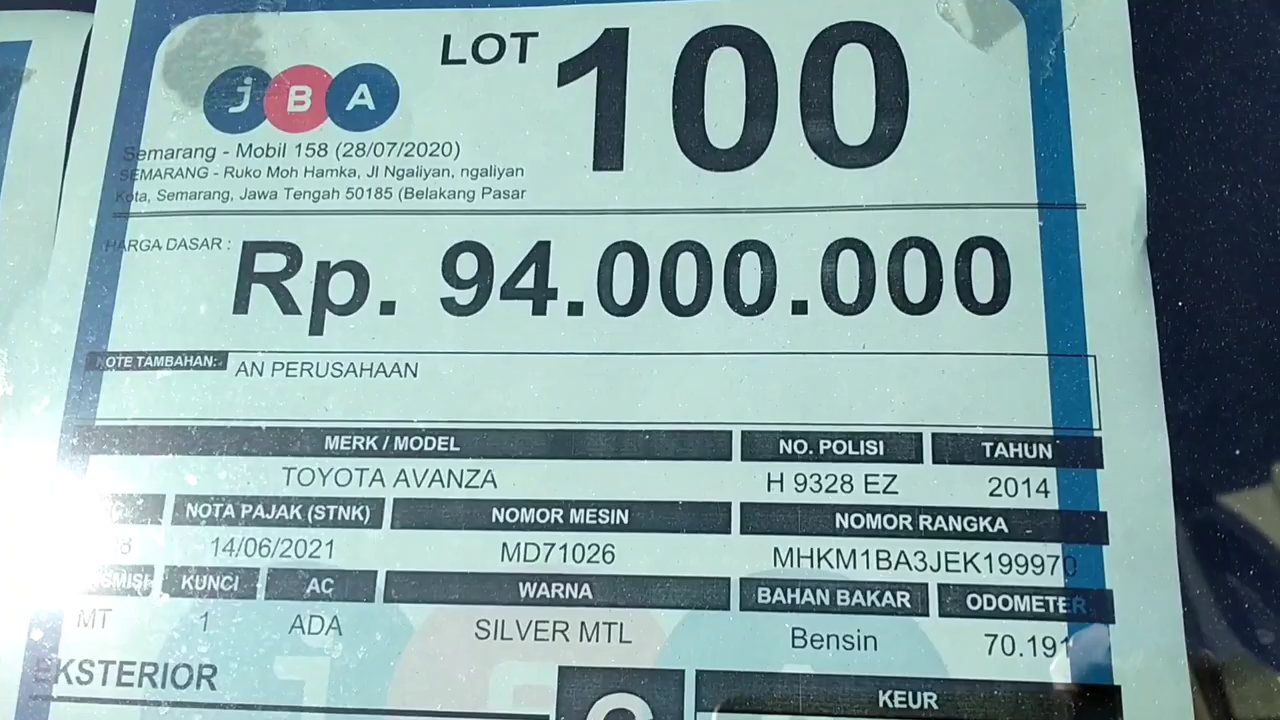 LOT 100
JBA
Semarang - Mobil 158 (28/07/2020)
SEMARANG - Ruko Moh Hamka, Jl Ngaliyan, ngaliyan
Kota, Semarang, Jawa Tengah 50185 (Belakang Pasar
HARGA DASAR : Rp. 94.000.000
NOTE TAMBAHAN: AN PERUSAHAAN
MERK / MODEL NO. POLISI TAHUN
TOYOTA AVANZA H 9328 EZ 2014
NOTA PAJAK (STNK) NOMOR MESIN NOMOR RANGKA
14/06/2021 MD71026 MHKM1BA3JEK199970
KUNCI AC WARNA BAHAN BAKAR ODOMETER
MT 1 ADA SILVER MTL Bensin 70.191
EKSTERIOR
KEUR